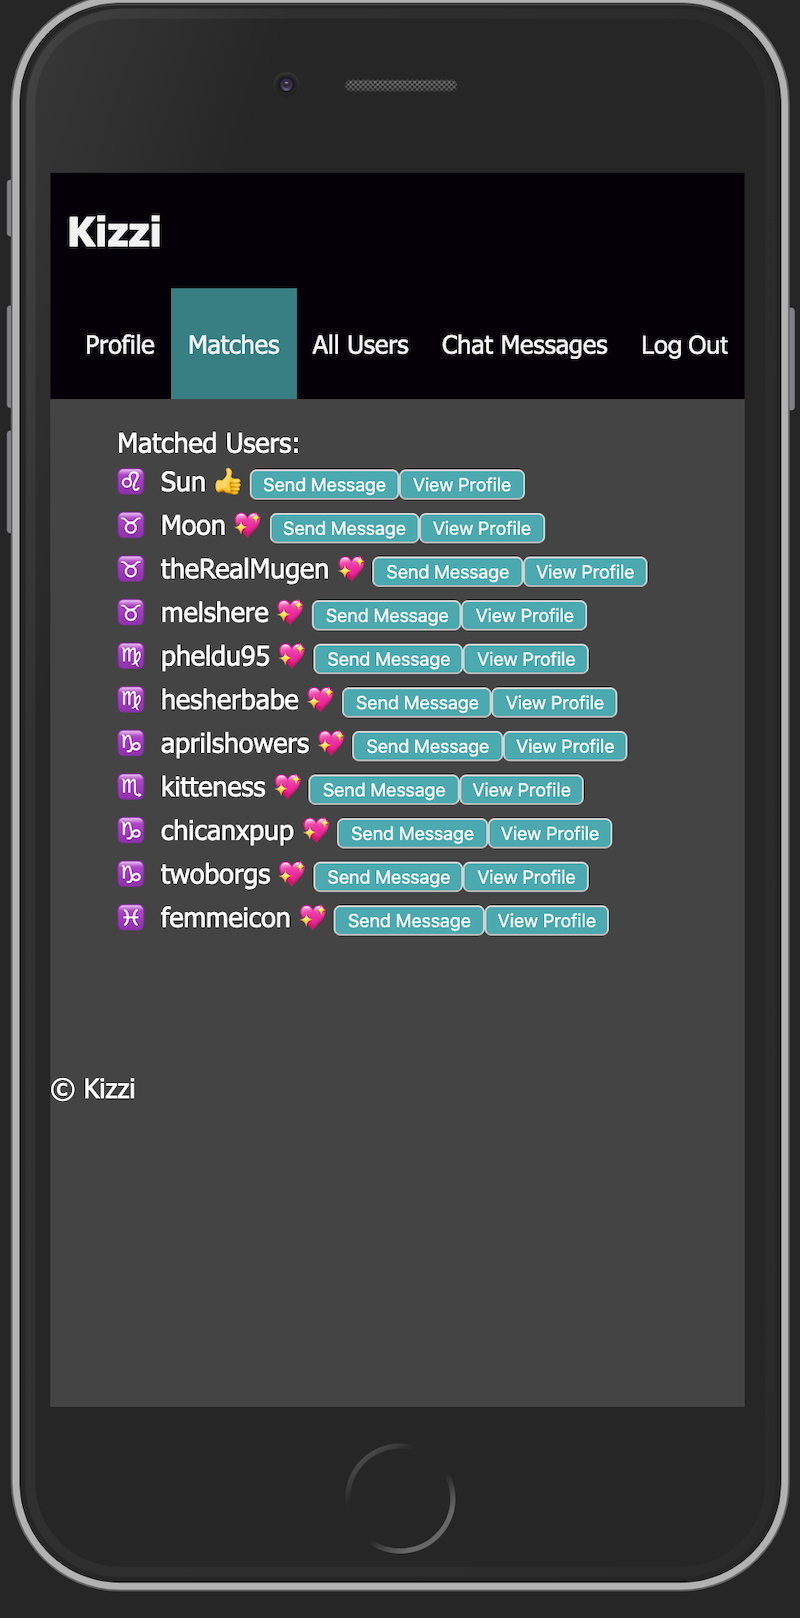 Kizzi
Profile Matches All Users Chat Messages Log Out
Matched Users:
♌ Sun 👍 Send Message View Profile
♉ Moon 💖 Send Message View Profile
♉ theRealMugen 💖 Send Message View Profile
♉ melshere 💖 Send Message View Profile
♍ pheldu95 💖 Send Message View Profile
♍ hesherbabe 💖 Send Message View Profile
♑ aprilshowers 💖 Send Message View Profile
♏ kitteness 💖 Send Message View Profile
♑ chicanxpup 💖 Send Message View Profile
♑ twoborgs 💖 Send Message View Profile
♓ femmeicon 💖 Send Message View Profile
© Kizzi